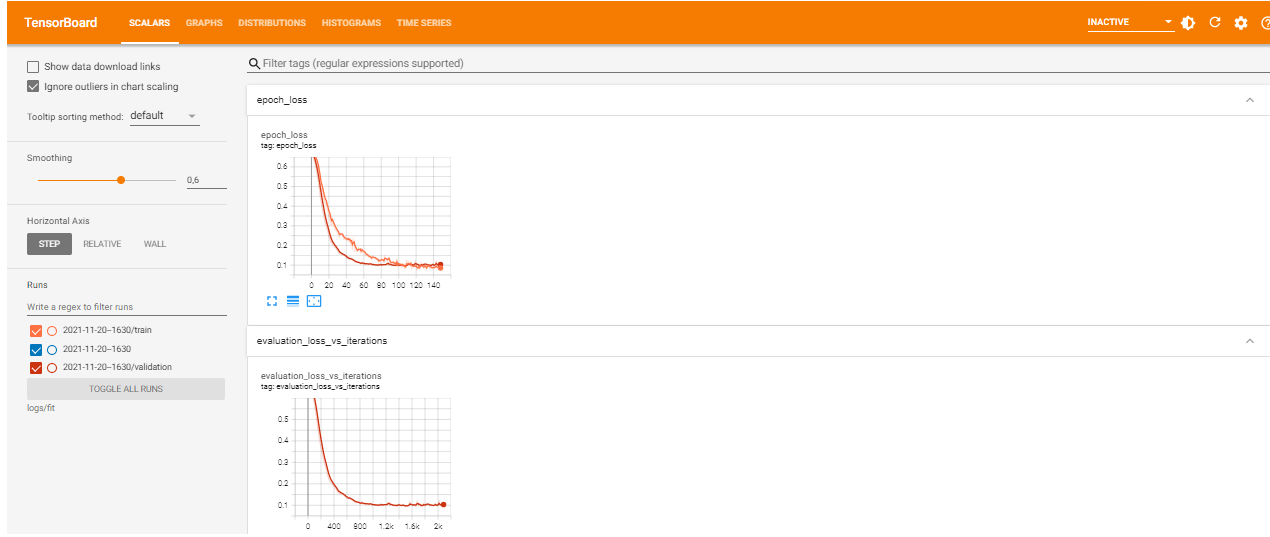 TensorBoard SCALARS GRAPHS DISTRIBUTIONS HISTOGRAMS TIME SERIES INACTIVE
Show data download links
Ignore outliers in chart scaling
Tooltip sorting method: default
Smoothing
0,6
Horizontal Axis
STEP RELATIVE WALL
Runs
Write a regex to filter runs
2021-11-20--1630/train
2021-11-20--1630
2021-11-20--1630/validation
TOGGLE ALL RUNS
logs/fit
Filter tags (regular expressions supported)
epoch_loss
epoch_loss
tag: epoch_loss
0.6
0.5
0.4
0.3
0.2
0.1
0 20 40 60 80 100 120 140
evaluation_loss_vs_iterations
evaluation_loss_vs_iterations
tag: evaluation_loss_vs_iterations
0.5
0.4
0.3
0.2
0.1
0 400 800 1.2k 1.6k 2k